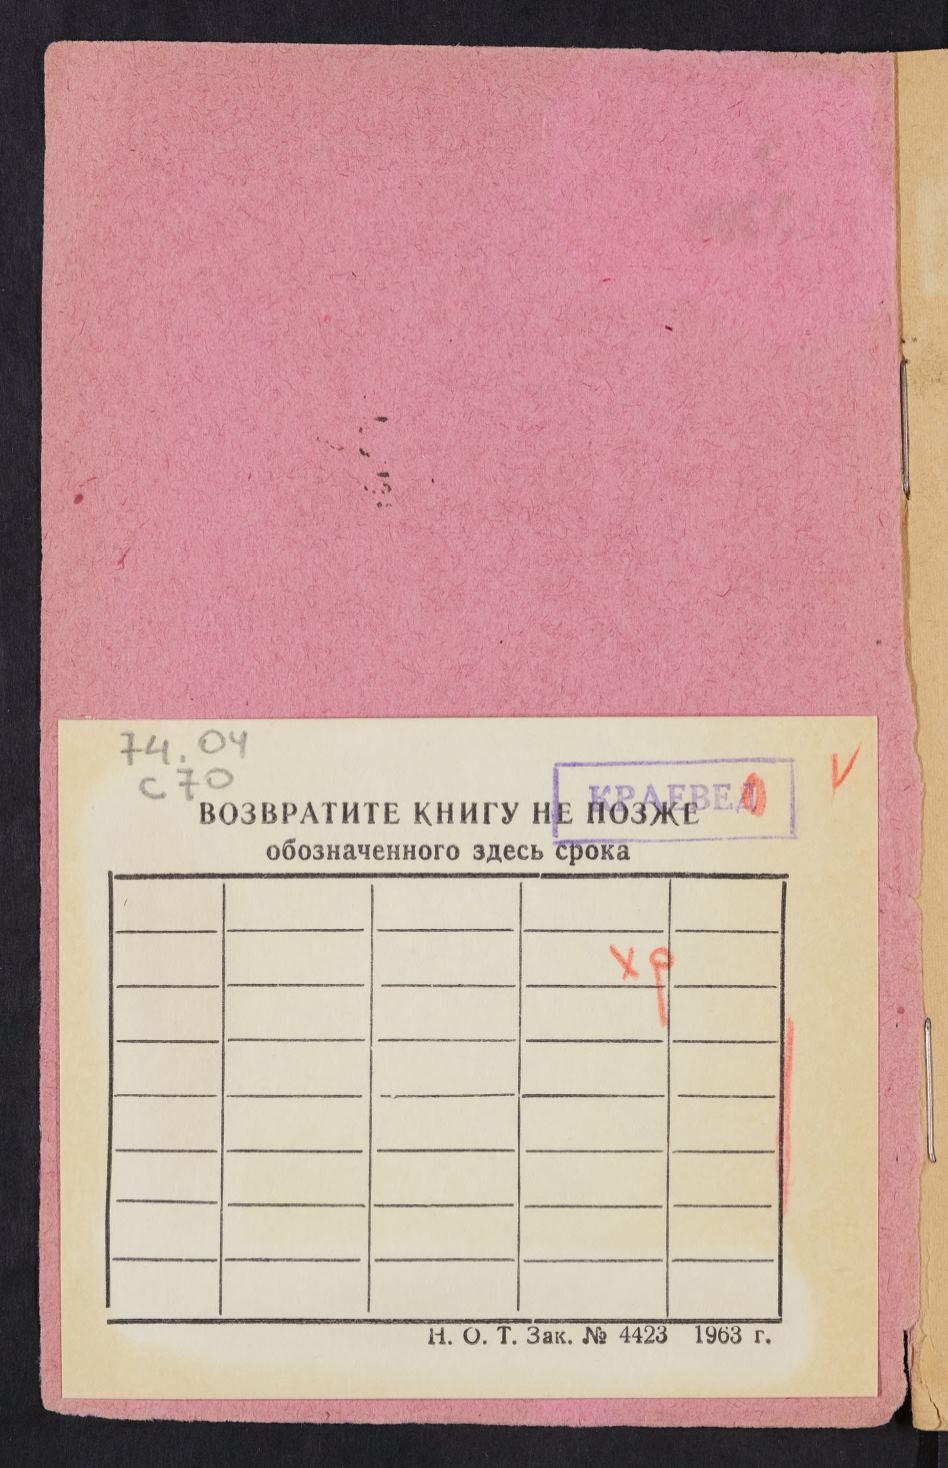 74.04
С70
КРАЕВЕД
V
ВОЗВРАТИТЕ КНИГУ НЕ ПОЗЖЕ
обозначенного здесь срока
хр
Н. О. Т. Зак. № 4423 1963 г.